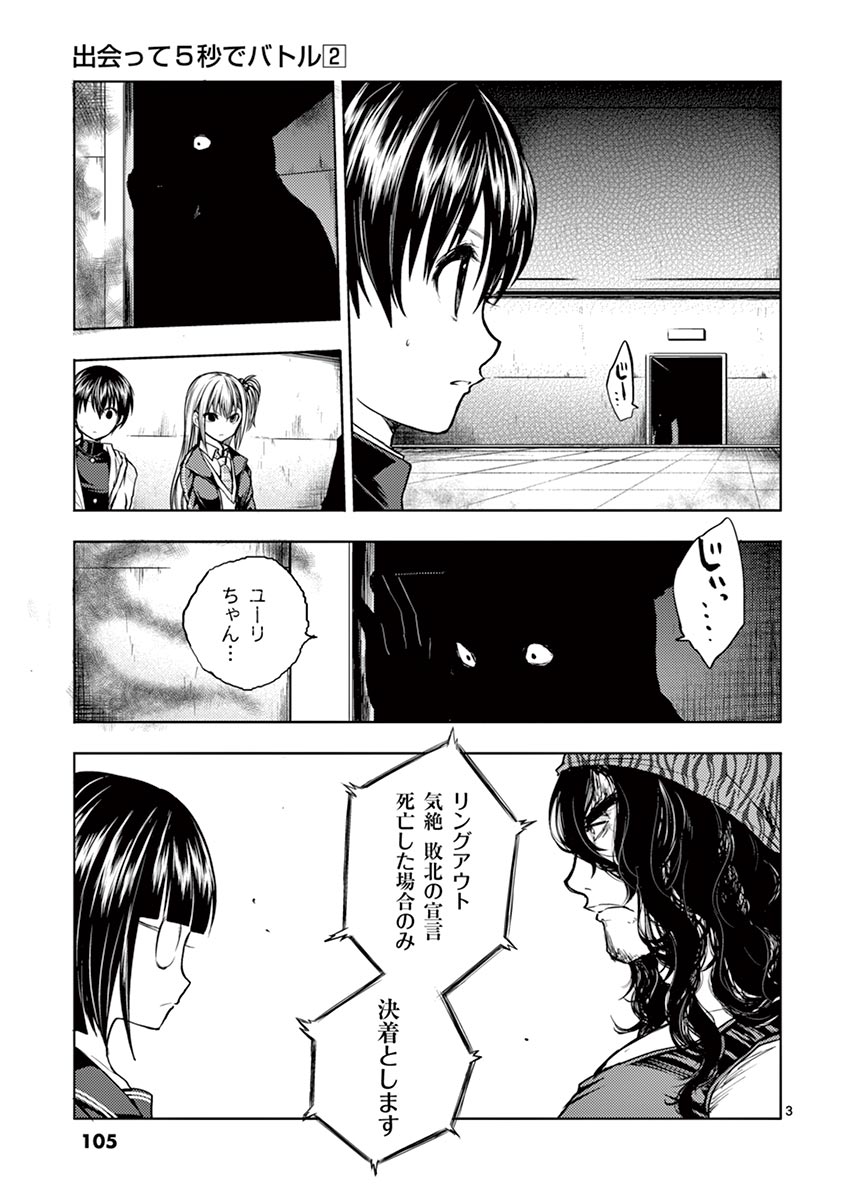 出会って5秒でバトル2
じー
じぃっ……
ユーリ
ちゃん…
リングアウト
気絶 敗北の宣言
死亡した場合のみ
決着とします
3
105